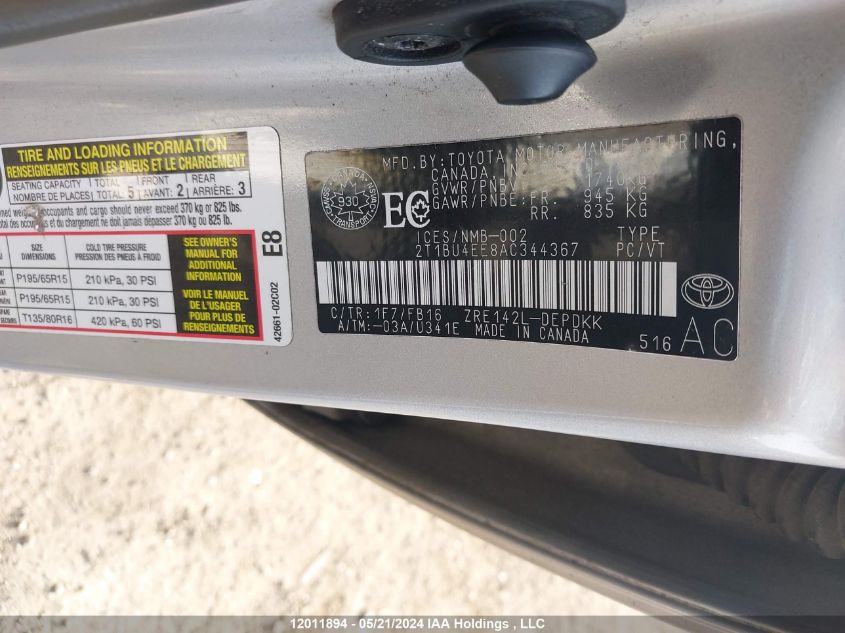 TIRE AND LOADING INFORMATION
RENSEIGNEMENTS SUR LES PNEUS ET LE CHARGEMENT
SEATING CAPACITY TOTAL FRONT REAR
NOMBRE DE PLACES: TOTAL 5 AVANT: 2 ARRIÈRE: 3
occupants and cargo should never exceed 370 kg or 825 lbs.
occupants et du chargement ne doit jamais dépasser 370 kg ou 825 lb.
SIZE COLD TIRE PRESSURE
DIMENSIONS PRESSION DES PNEUS À FROID
P195/65R15 210 kPa, 30 PSI
P195/65R15 210 kPa, 30 PSI
T135/80R16 420 kPa, 60 PSI
SEE OWNER'S
MANUAL FOR
ADDITIONAL
INFORMATION
VOIR LE MANUEL
DE L'USAGER
POUR PLUS DE
RENSEIGNEMENTS
E8
42661-02C02
MFD. BY: TOYOTA MOTOR MANUFACTURING,
CANADA, IN
GVWR/PNBV 1740KG
GAWR/PNBE: FR. 945 KG
RR. 835 KG
CANADA
930
TRANSPORT
EC
ICES/NMB-002 TYPE
2T1BU4EE8AC344367 PC/VT
C/TR: 1F7/FB16 ZRE142L-DEPDKK
A/TM: -03A/U341E MADE IN CANADA
516 AC
12011894 - 05/21/2024 IAA Holdings , LLC